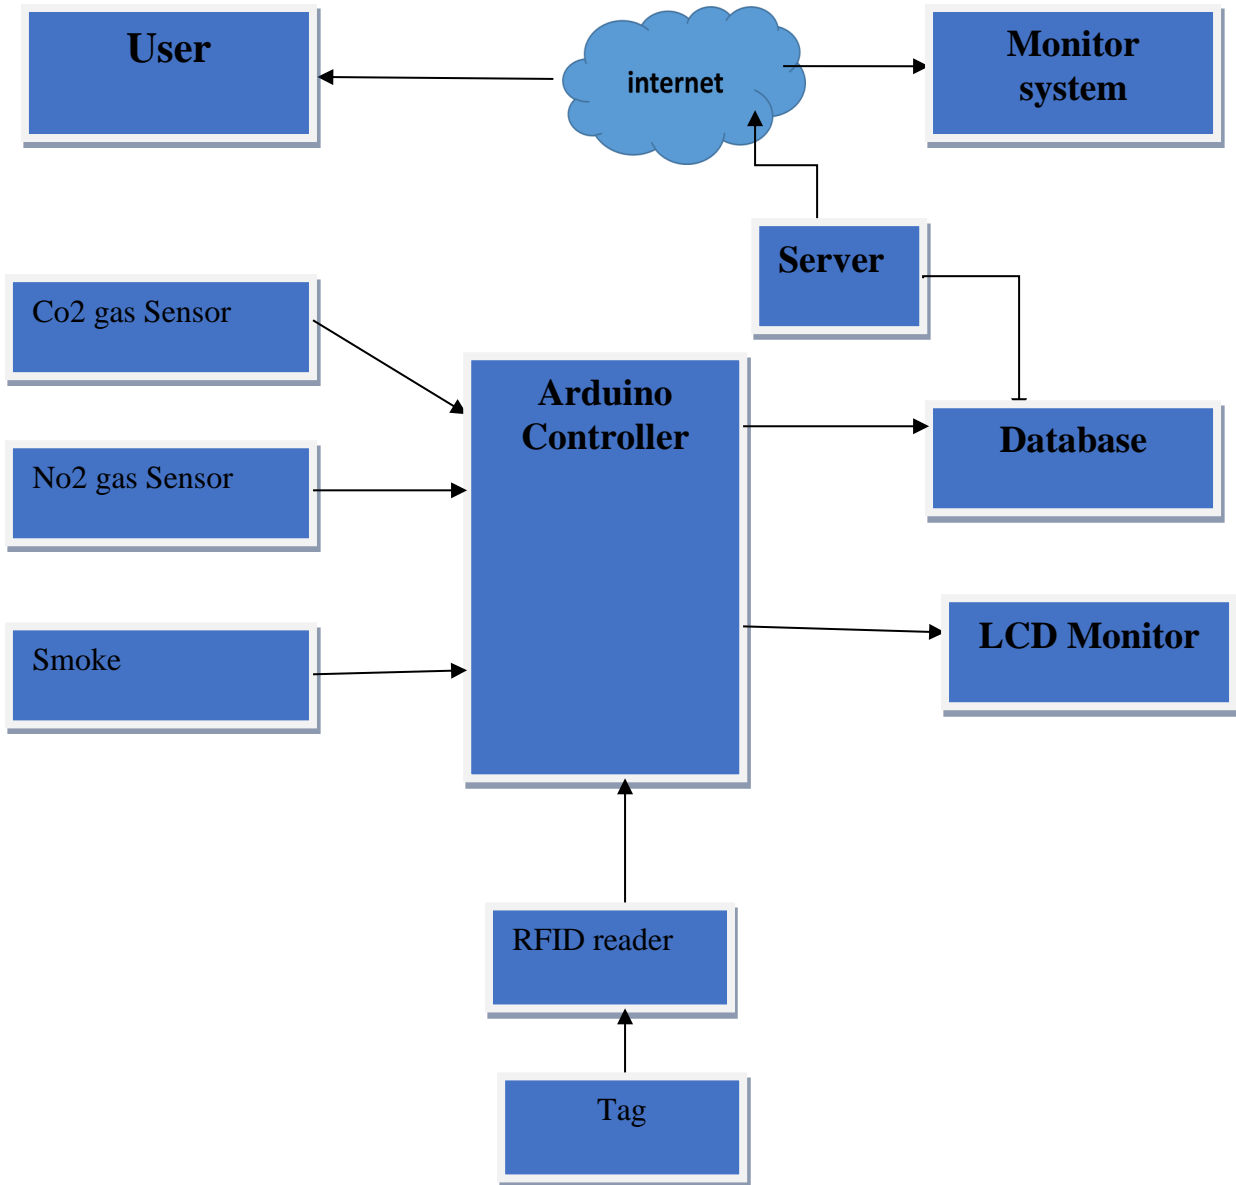 User
internet
Monitor
system
Server
Co2 gas Sensor
Arduino
Controller
Database
No2 gas Sensor
Smoke
LCD Monitor
RFID reader
Tag